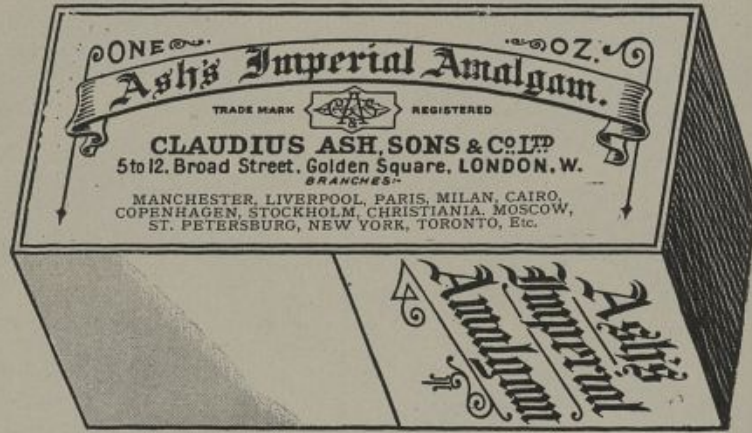 ONE OZ.
Ash's Imperial Amalgam.
TRADE MARK CAS & REGISTERED
CLAUDIUS ASH, SONS & CO. LTD
5 to 12. Broad Street. Golden Square, LONDON. W.
BRANCHES:-
MANCHESTER, LIVERPOOL, PARIS, MILAN, CAIRO,
COPENHAGEN, STOCKHOLM, CHRISTIANIA. MOSCOW,
ST. PETERSBURG, NEW YORK, TORONTO, Etc.
Ash's
Imperial
Amalgam